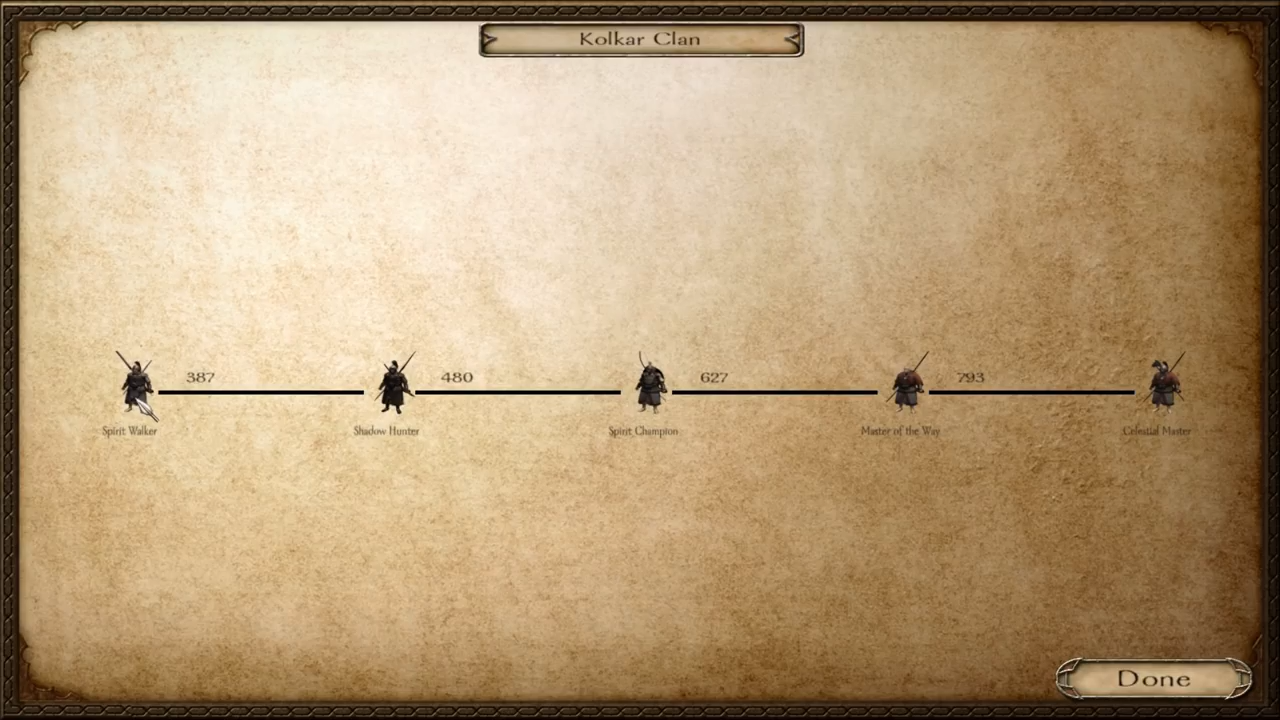 Kolkar Clan
387
480
627
793
Spirit Walker
Shadow Hunter
Spirit Champion
Master of the Way
Celestial Master
Done